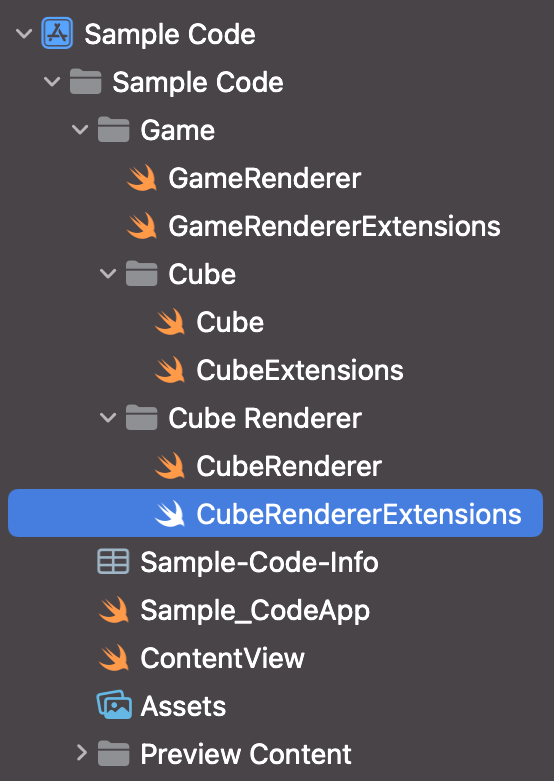 Sample Code
Sample Code
Game
GameRenderer
GameRendererExtensions
Cube
Cube
CubeExtensions
Cube Renderer
CubeRenderer
CubeRendererExtensions
Sample-Code-Info
Sample_CodeApp
ContentView
Assets
Preview Content